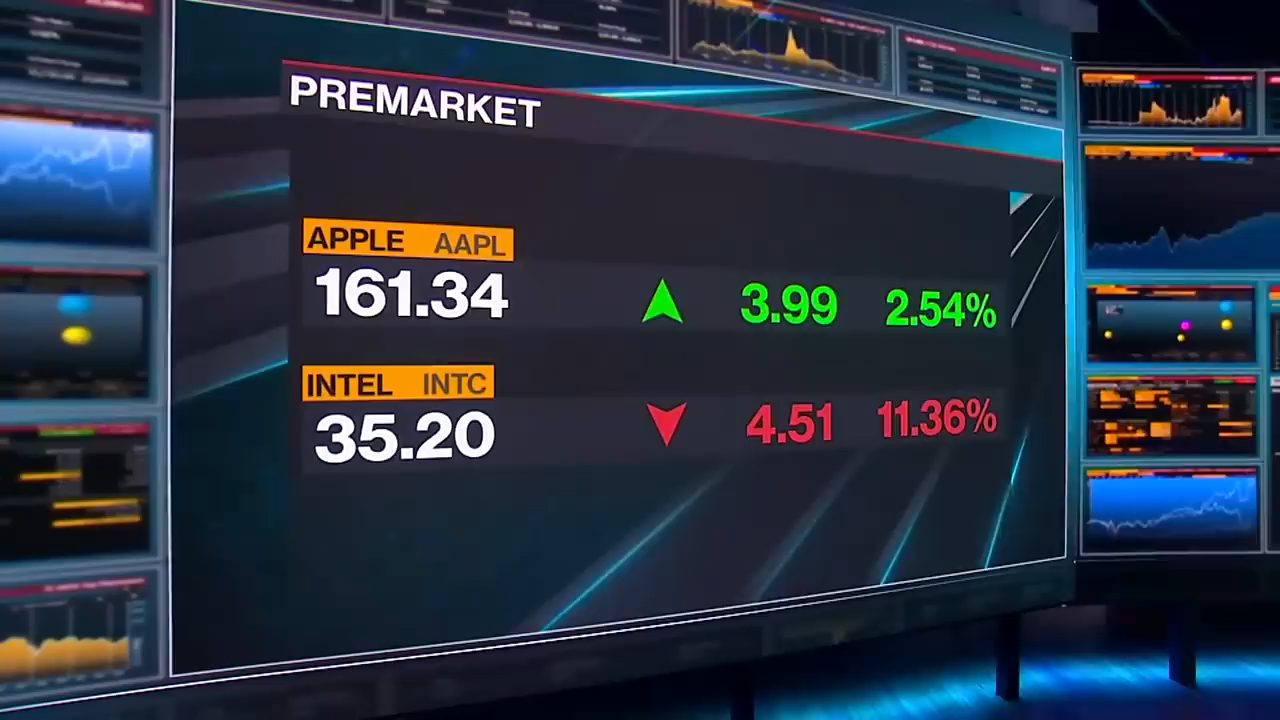 PREMARKET
APPLE AAPL
161.34 3.99 2.54%
INTEL INTC
35.20 4.51 11.36%